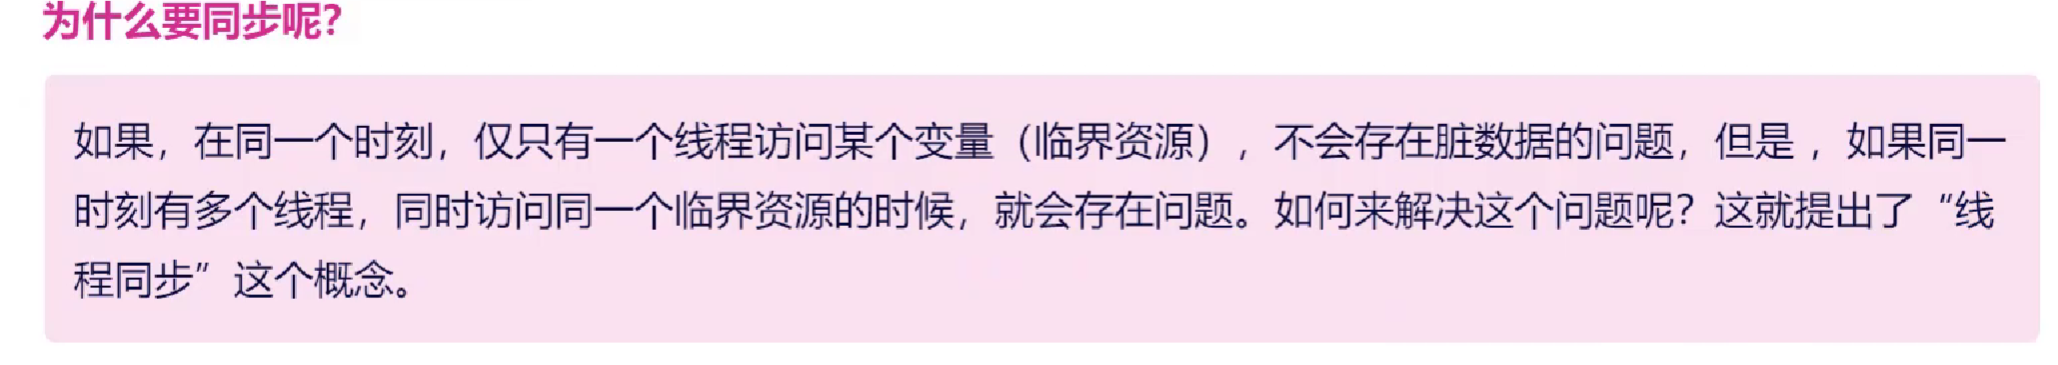 为什么要同步呢?
如果，在同一个时刻，仅只有一个线程访问某个变量（临界资源），不会存在脏数据的问题，但是 ，如果同一
时刻有多个线程，同时访问同一个临界资源的时候，就会存在问题。如何来解决这个问题呢？这就提出了“线
程同步”这个概念。